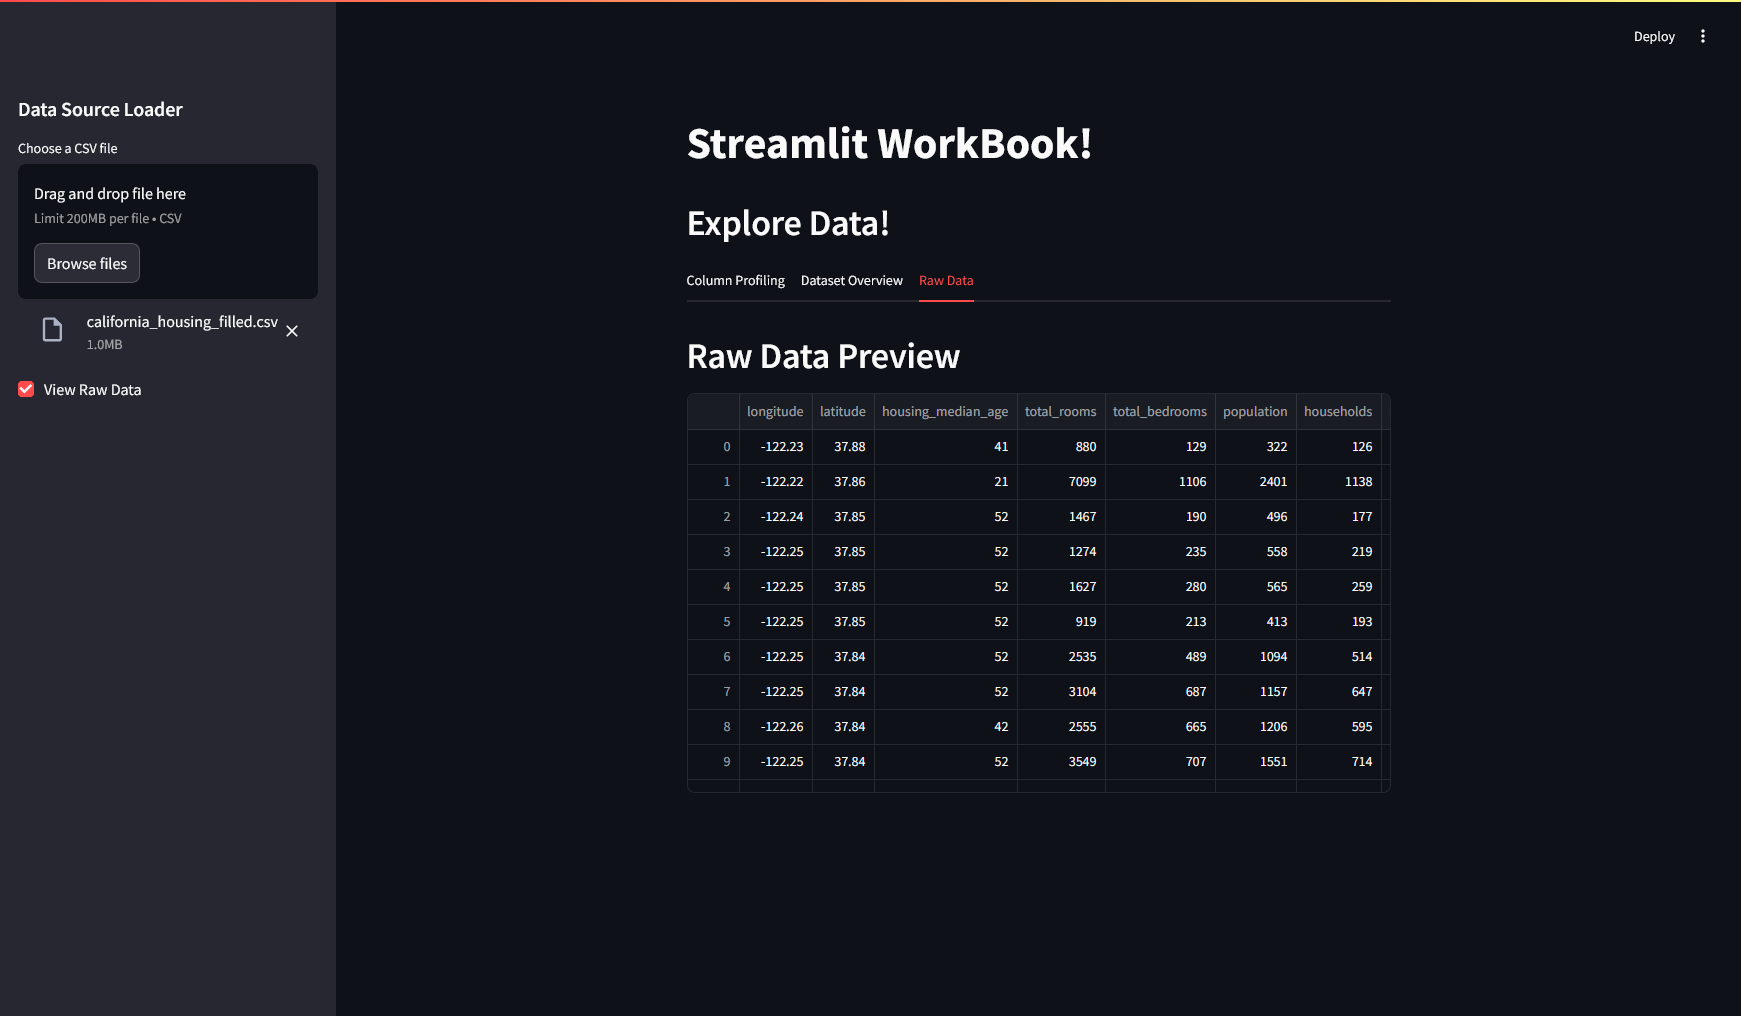 Deploy
Data Source Loader
Choose a CSV file
Drag and drop file here
Limit 200MB per file • CSV
Browse files
california_housing_filled.csv
1.0MB
View Raw Data
Streamlit WorkBook!
Explore Data!
Column Profiling Dataset Overview Raw Data
Raw Data Preview
longitude latitude housing_median_age total_rooms total_bedrooms population households
0 -122.23 37.88 41 880 129 322 126
1 -122.22 37.86 21 7099 1106 2401 1138
2 -122.24 37.85 52 1467 190 496 177
3 -122.25 37.85 52 1274 235 558 219
4 -122.25 37.85 52 1627 280 565 259
5 -122.25 37.85 52 919 213 413 193
6 -122.25 37.84 52 2535 489 1094 514
7 -122.25 37.84 52 3104 687 1157 647
8 -122.26 37.84 42 2555 665 1206 595
9 -122.25 37.84 52 3549 707 1551 714